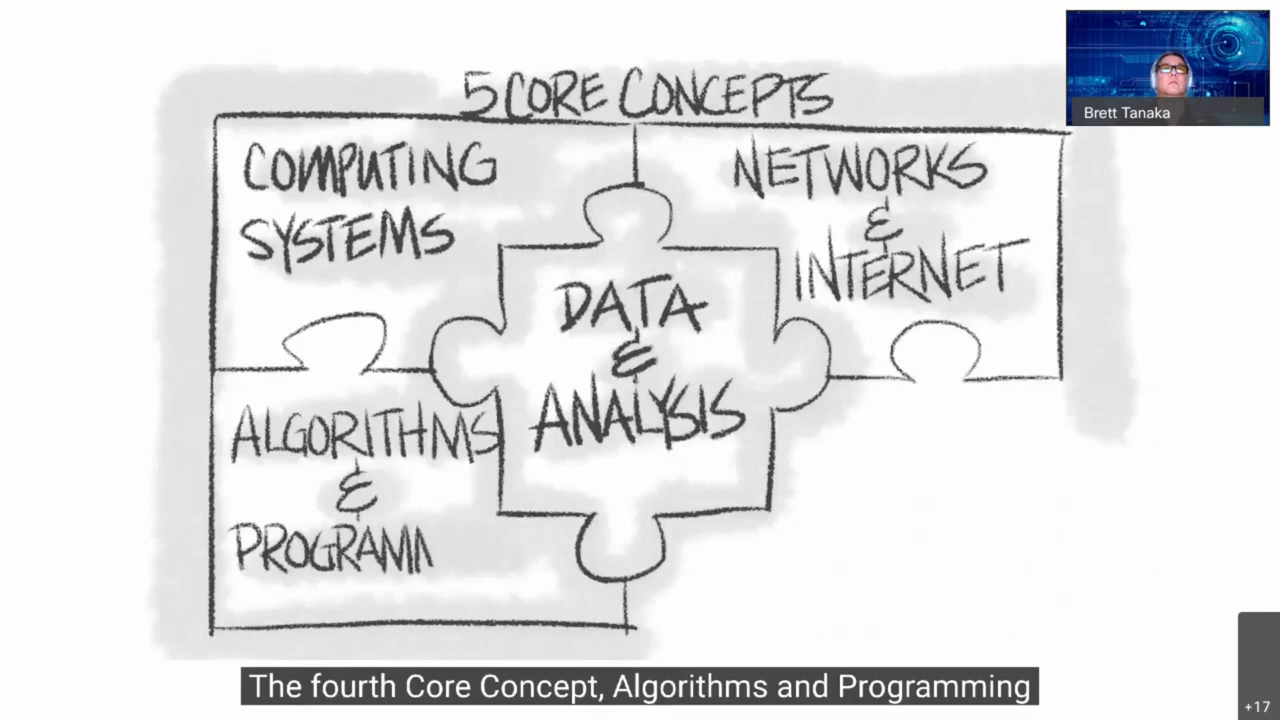 5 CORE CONCEPTS
COMPUTING
SYSTEMS
NETWORKS
&
INTERNET
DATA
&
ANALYSIS
ALGORITHMS
&
PROGRAMM
Brett Tanaka
The fourth Core Concept, Algorithms and Programming
+17